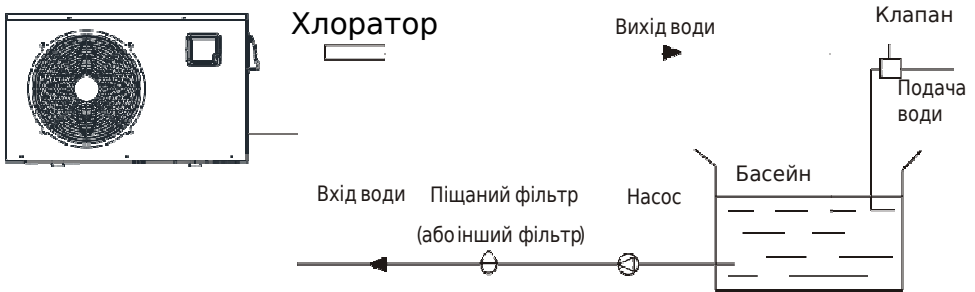 Хлоратор
Вихід води
Клапан
Подача
води
Басейн
Вхід води
Піщаний фільтр
(або інший фільтр)
Насос